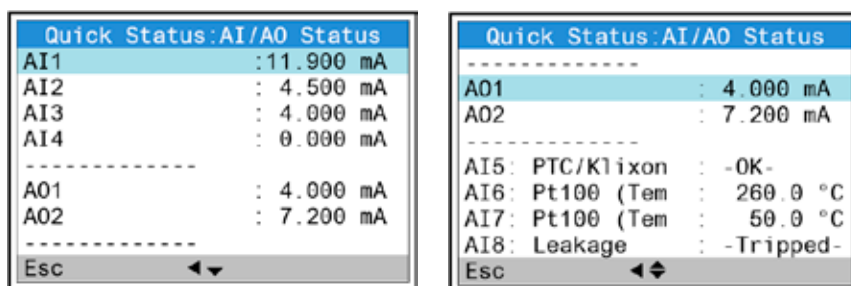 Quick Status:AI/AO Status
AI1 :11.900 mA
AI2 : 4.500 mA
AI3 : 4.000 mA
AI4 : 0.000 mA
-------------
AO1 : 4.000 mA
AO2 : 7.200 mA
-------------
Esc
Quick Status:AI/AO Status
-------------
AO1 : 4.000 mA
AO2 : 7.200 mA
-------------
AI5: PTC/Klixon : -OK-
AI6: Pt100 (Tem : 260.0 °C
AI7: Pt100 (Tem : 50.0 °C
AI8: Leakage : -Tripped-
Esc